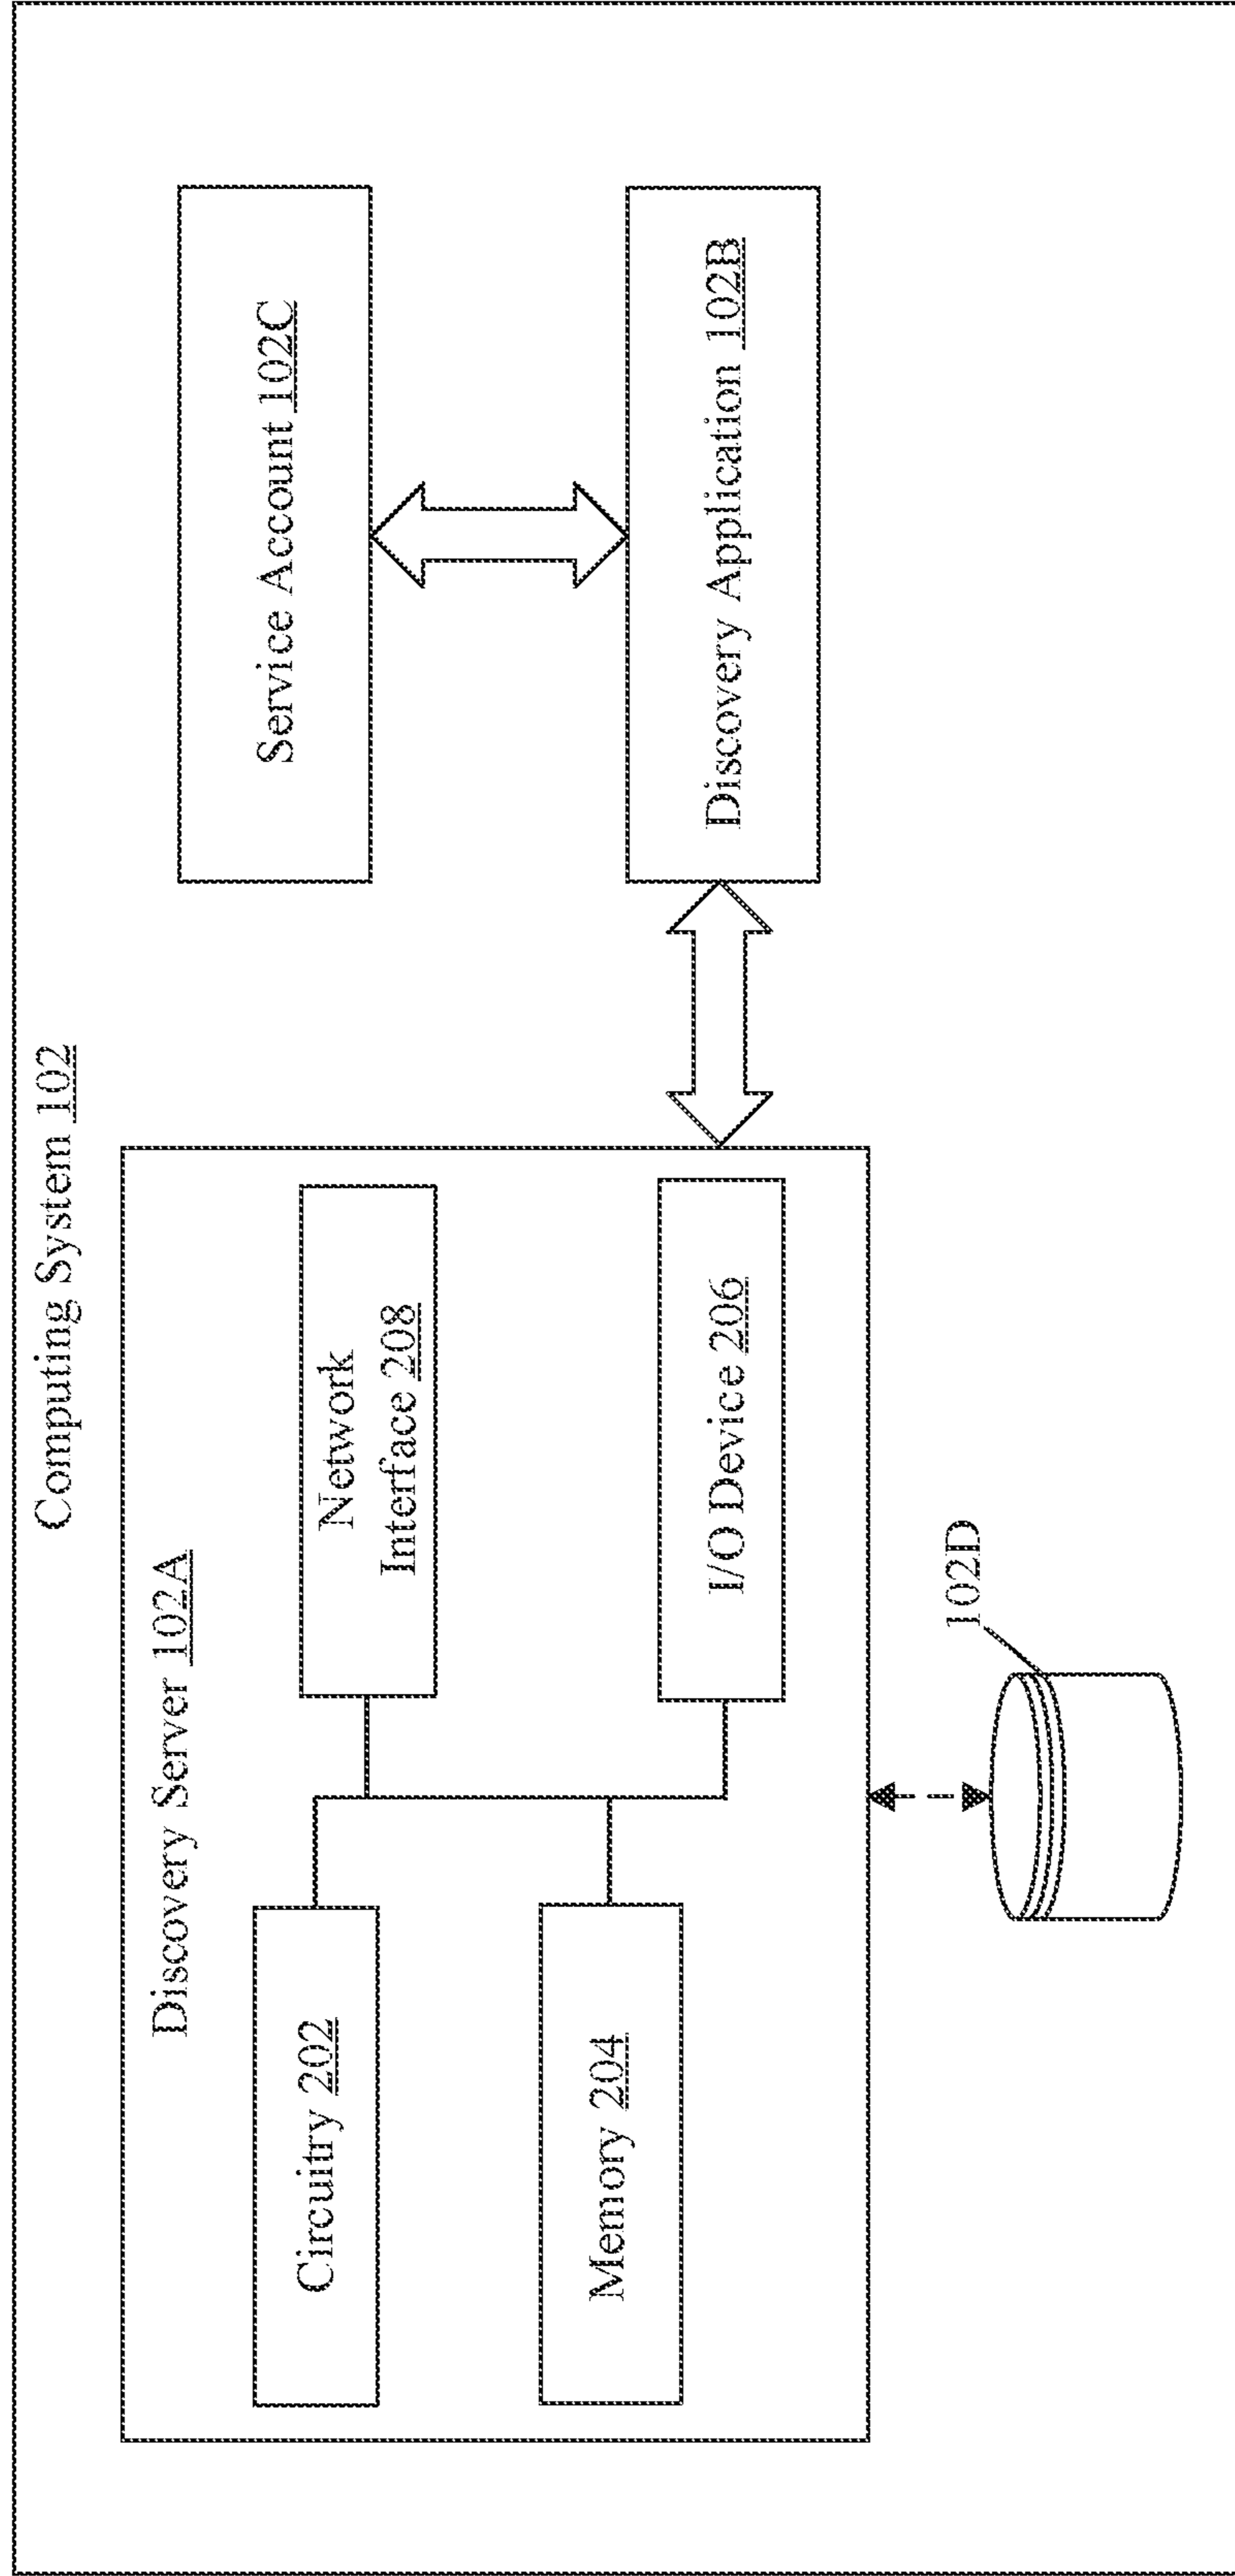 Computing System 102
Discovery Server 102A
Circuitry 202
Network
Interface 208
Memory 204
I/O Device 206
Service Account 102C
Discovery Application 102B
102D